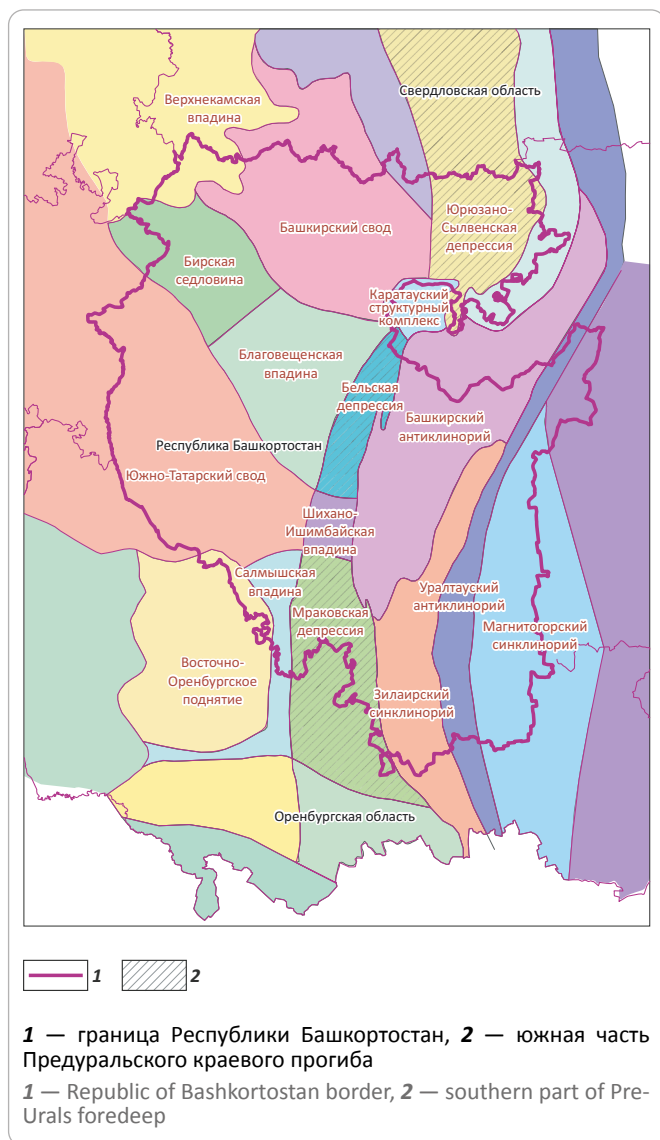 Свердловская область
Верхнекамская
впадина
Юрюзано-
Сылвенская
депрессия
Башкирский свод
Бирская
седловина
Каратауский
структурный
комплекс
Благовещенская
впадина
Бельская
депрессия
Башкирский
антиклинорий
Республика Башкортостан
Южно-Татарский свод
Шихано-
Ишимбайская
впадина
Салмышская
впадина
Уралтауский
антиклинорий
Мраковская
депрессия
Магнитогорский
синклинорий
Восточно-
Оренбургское
поднятие
Зилаирский
синклинорий
Оренбургская область
1
2
1 — граница Республики Башкортостан, 2 — южная часть
Предуральского краевого прогиба
1 — Republic of Bashkortostan border, 2 — southern part of Pre-
Urals foredeep